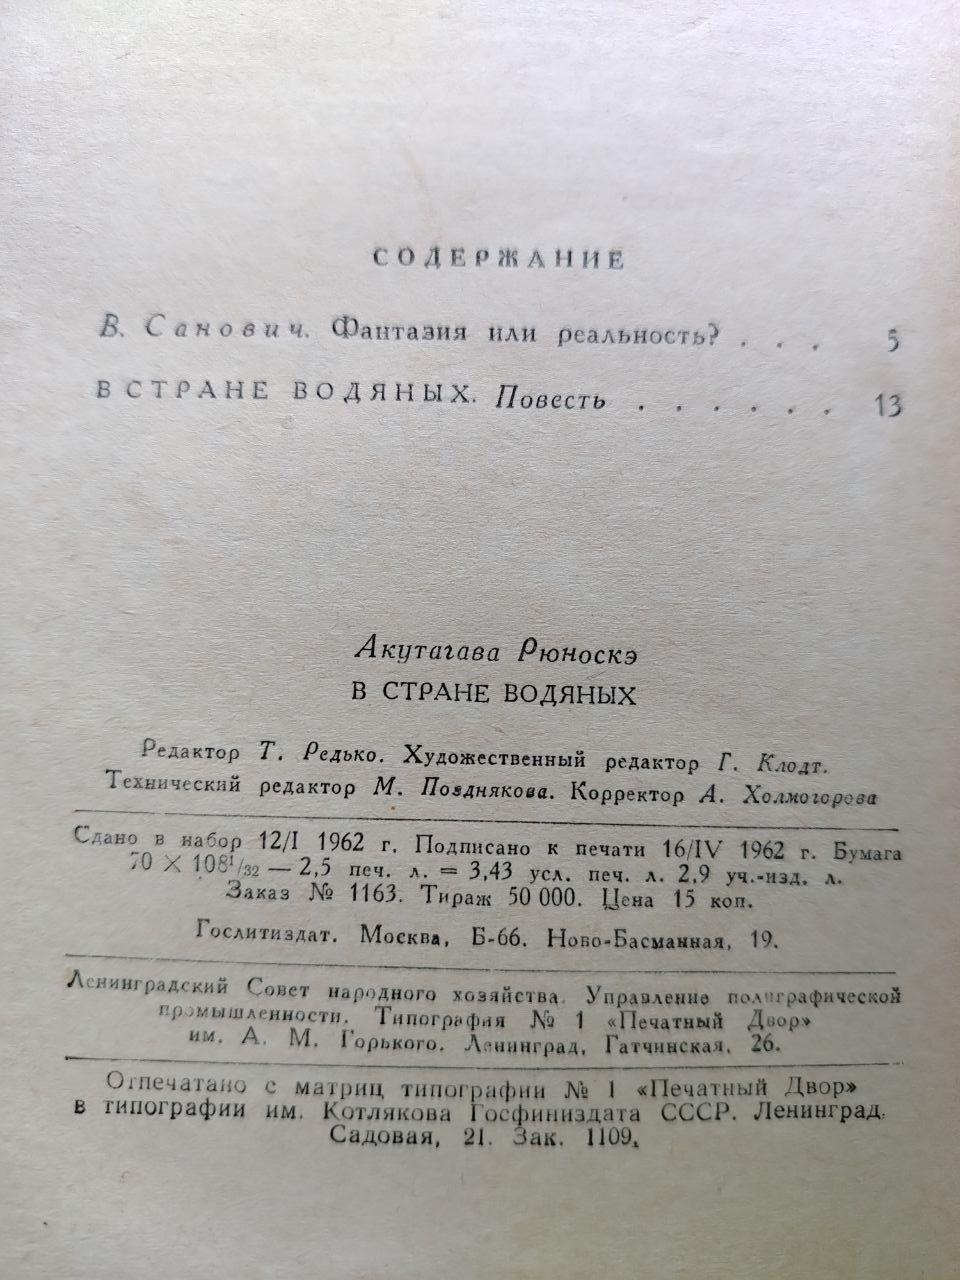 СОДЕРЖАНИЕ
В. Санович. Фантазия или реальность? . . . 5
В СТРАНЕ ВОДЯНЫХ. Повесть . . . . . . 13
Акутагава Рюноскэ
В СТРАНЕ ВОДЯНЫХ
Редактор Т. Редько. Художественный редактор Г. Клодт.
Технический редактор М. Позднякова. Корректор А. Холмогорова
Сдано в набор 12/I 1962 г. Подписано к печати 16/IV 1962 г. Бумага
70 × 108¹/₃₂ — 2,5 печ. л. = 3,43 усл. печ. л. 2,9 уч.-изд. л.
Заказ № 1163. Тираж 50 000. Цена 15 коп.
Гослитиздат. Москва, Б-66. Ново-Басманная, 19.
Ленинградский Совет народного хозяйства. Управление полиграфической
промышленности. Типография № 1 «Печатный Двор»
им. А. М. Горького. Ленинград, Гатчинская, 26.
Отпечатано с матриц типографии № 1 «Печатный Двор»
в типографии им. Котлякова Госфиниздата СССР. Ленинград.
Садовая, 21. Зак. 1109.